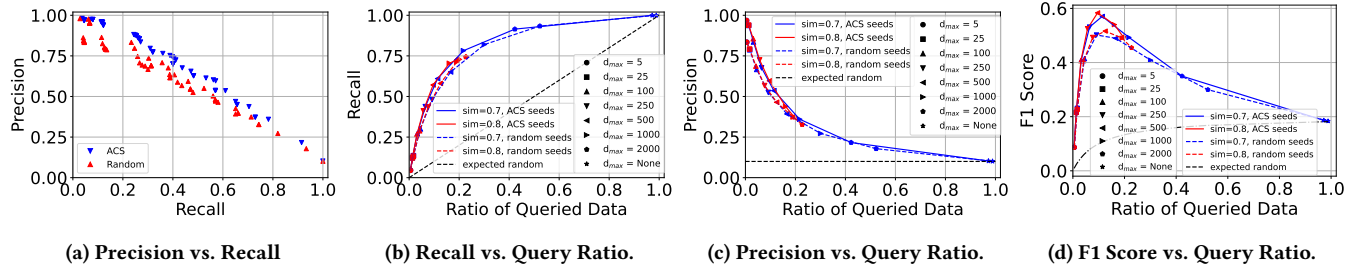 1.00
0.75
0.50
0.25
0.00
Precision
ACS
Random
0.0 0.2 0.4 0.6 0.8 1.0
Recall
(a) Precision vs. Recall
1.00
0.75
0.50
0.25
0.00
Recall
d_max = 5
d_max = 25
d_max = 100
d_max = 250
d_max = 500
d_max = 1000
d_max = 2000
d_max = None
sim=0.7, ACS seeds
sim=0.8, ACS seeds
sim=0.7, random seeds
sim=0.8, random seeds
expected random
0.0 0.2 0.4 0.6 0.8 1.0
Ratio of Queried Data
(b) Recall vs. Query Ratio.
1.00
0.75
0.50
0.25
0.00
Precision
sim=0.7, ACS seeds
sim=0.8, ACS seeds
sim=0.7, random seeds
sim=0.8, random seeds
expected random
d_max = 5
d_max = 25
d_max = 100
d_max = 250
d_max = 500
d_max = 1000
d_max = 2000
d_max = None
0.0 0.2 0.4 0.6 0.8 1.0
Ratio of Queried Data
(c) Precision vs. Query Ratio.
0.6
0.4
0.2
0.0
F1 Score
d_max = 5
d_max = 25
d_max = 100
d_max = 250
d_max = 500
d_max = 1000
d_max = 2000
d_max = None
sim=0.7, ACS seeds
sim=0.8, ACS seeds
sim=0.7, random seeds
sim=0.8, random seeds
expected random
0.0 0.2 0.4 0.6 0.8 1.0
Ratio of Queried Data
(d) F1 Score vs. Query Ratio.